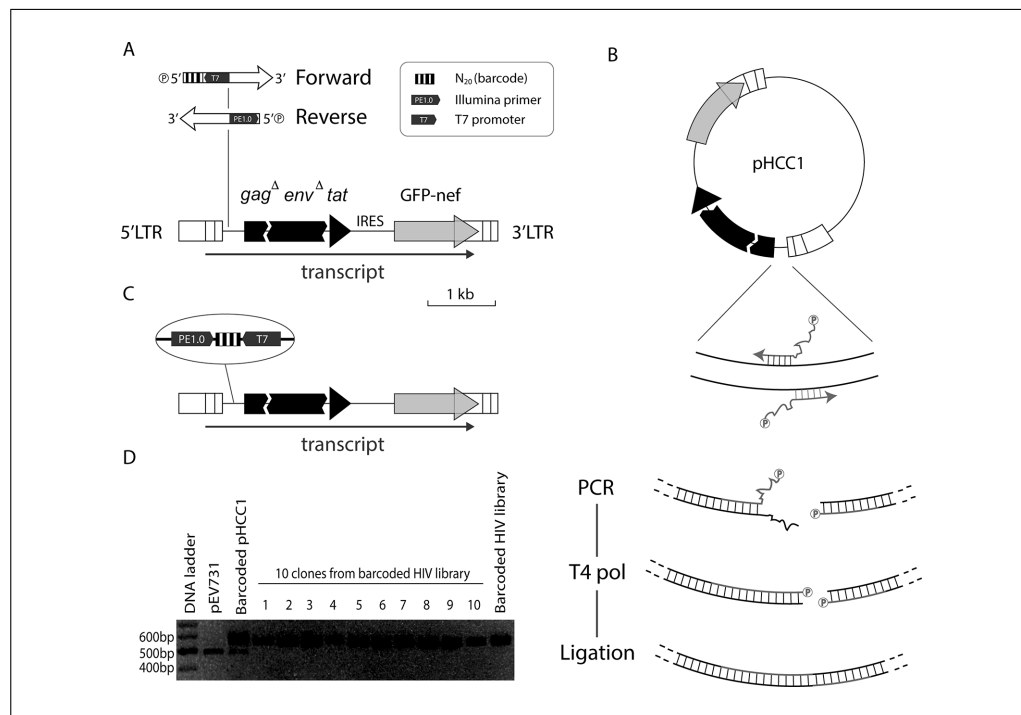 A
Ⓟ 5' T7 3' Forward
3' PE1.0 5' Ⓟ Reverse
N20 (barcode)
PE1.0 Illumina primer
T7 T7 promoter
gagΔ envΔ tat
GFP-nef
5'LTR
IRES
3'LTR
transcript
1 kb
B
pHCC1
Ⓟ
Ⓟ
PCR
Ⓟ
Ⓟ
T4 pol
Ⓟ
Ⓟ
Ligation
C
PE1.0 T7
transcript
D
DNA ladder
pEV731
Barcoded pHCC1
10 clones from barcoded HIV library
1 2 3 4 5 6 7 8 9 10
Barcoded HIV library
600bp
500bp
400bp